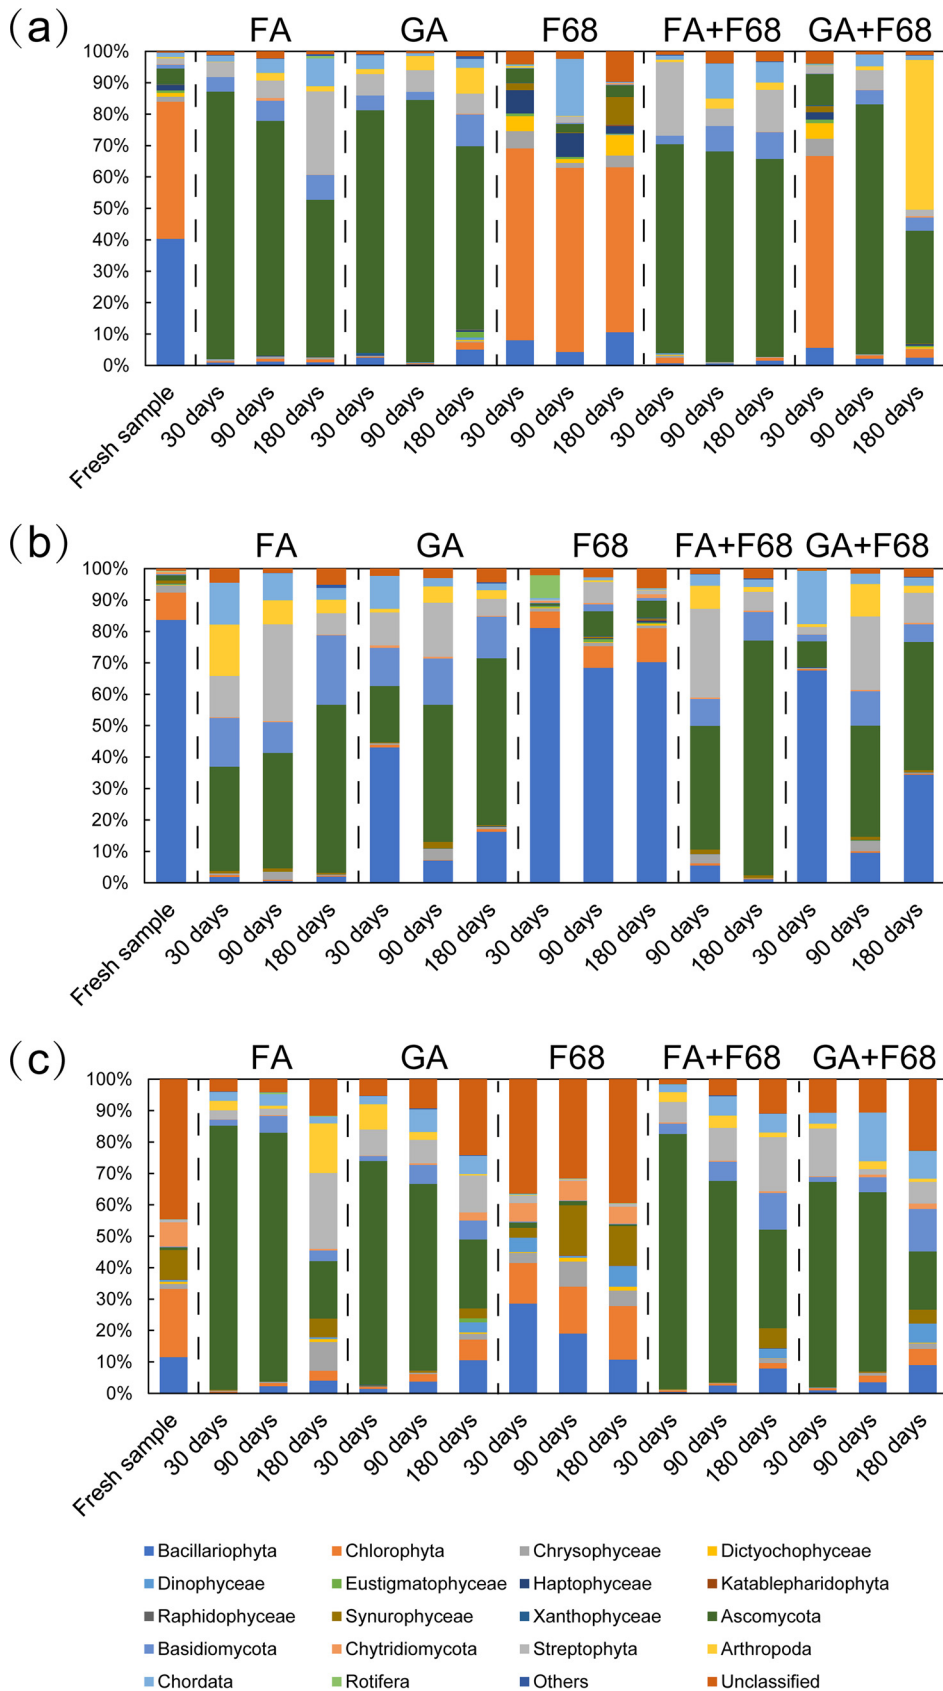 (a)
FA GA F68 FA+F68 GA+F68
100%
90%
80%
70%
60%
50%
40%
30%
20%
10%
0%
Fresh sample 30 days 90 days 180 days 30 days 90 days 180 days 30 days 90 days 180 days 30 days 90 days 180 days 30 days 90 days 180 days
(b)
FA GA F68 FA+F68 GA+F68
100%
90%
80%
70%
60%
50%
40%
30%
20%
10%
0%
Fresh sample 30 days 90 days 180 days 30 days 90 days 180 days 30 days 90 days 180 days 90 days 180 days 30 days 90 days 180 days
(c)
FA GA F68 FA+F68 GA+F68
100%
90%
80%
70%
60%
50%
40%
30%
20%
10%
0%
Fresh sample 30 days 90 days 180 days 30 days 90 days 180 days 30 days 90 days 180 days 30 days 90 days 180 days 30 days 90 days 180 days
Bacillariophyta Chlorophyta Chrysophyceae Dictyochophyceae
Dinophyceae Eustigmatophyceae Haptophyceae Katablepharidophyta
Raphidophyceae Synurophyceae Xanthophyceae Ascomycota
Basidiomycota Chytridiomycota Streptophyta Arthropoda
Chordata Rotifera Others Unclassified